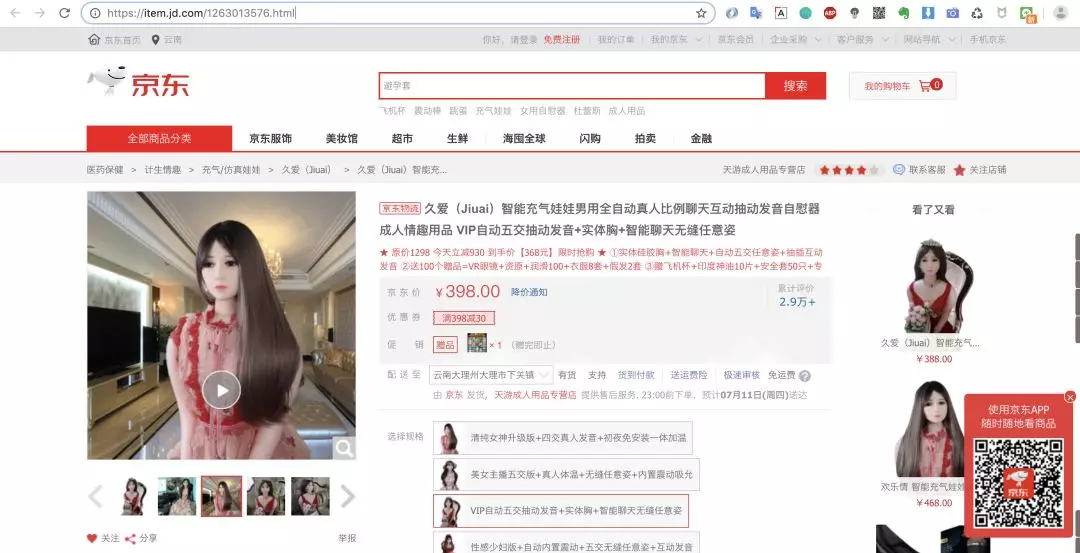 https://item.jd.com/1263013576.html
京东首页 云南 你好，请登录 免费注册 我的订单 我的京东 京东会员 企业采购 客户服务 网站导航 手机京东
京东
避孕套 搜索 我的购物车 0
飞机杯 震动棒 跳蛋 充气娃娃 女用自慰器 杜蕾斯 成人用品
全部商品分类 京东服饰 美妆馆 超市 生鲜 海囤全球 闪购 拍卖 金融
医药保健 > 计生情趣 > 充气/仿真娃娃 > 久爱（Jiuai） > 久爱（Jiuai）智能充... 天游成人用品专营店 联系客服 关注店铺
京东物流 久爱（Jiuai）智能充气娃娃男用全自动真人比例聊天互动抽动发音自慰器
成人情趣用品 VIP自动五交抽动发音+实体胸+智能聊天无缝任意姿
★ 原价1298 今天立减930 到手价【368元】限时抢购 ★ ①实体硅胶胸+智能聊天+自动五交任意姿+抽插互动
发音 ②送100个赠品=VR眼镜+资原+润滑100+衣服8套+假发2套 ③赠飞机杯+印度神油10片+安全套50只+专
京东价 ￥398.00 降价通知
累计评价
2.9万+
优惠券 满398减30
促销 赠品 × 1 （赠完即止）
配送至 云南大理州大理市下关镇 有货 支持 货到付款 送运费险 极速审核 免运费
由 京东 发货，天游成人用品专营店 提供售后服务. 23:00前下单，预计07月11日(周四)送达
选择规格 清纯女神升级版+四交真人发音+初夜免安装一体加温
美女主播五交版+真人体温+无缝任意姿+内置震动吸允
VIP自动五交抽动发音+实体胸+智能聊天无缝任意姿
性感少妇版+自动内置震动+五交无缝任意姿+互动发音
关注 分享 举报
看了又看
久爱（Jiuai）智能充气...
￥388.00
欢乐情 智能充气娃娃
￥468.00
使用京东APP
随时随地看商品
京东